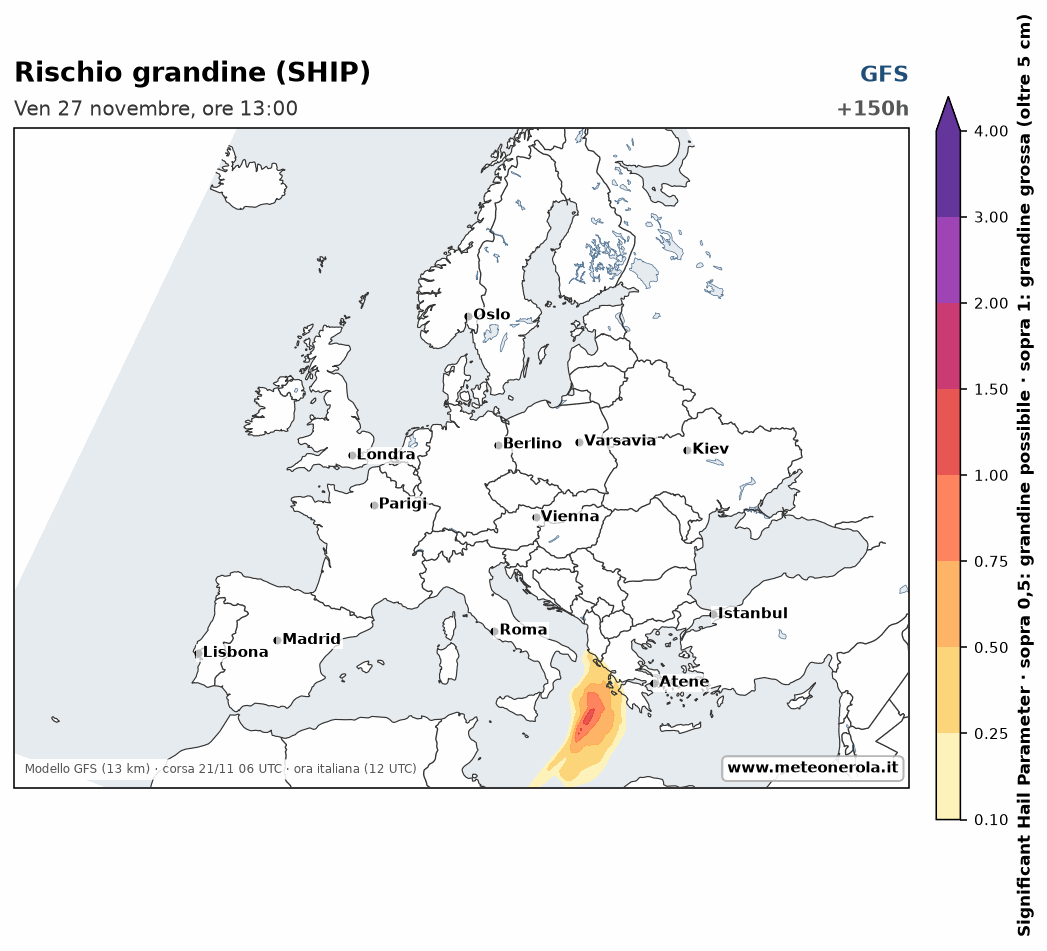 Rischio grandine (SHIP)
GFS
Ven 27 novembre, ore 13:00
+150h
Oslo
Berlino
Varsavia
Kiev
Londra
Parigi
Vienna
Istanbul
Roma
Madrid
Lisbona
Atene
Modello GFS (13 km) · corsa 21/11 06 UTC · ora italiana (12 UTC)
www.meteonerola.it
4.00
3.00
2.00
1.50
1.00
0.75
0.50
0.25
0.10
Significant Hail Parameter · sopra 0,5: grandine possibile · sopra 1: grandine grossa (oltre 5 cm)